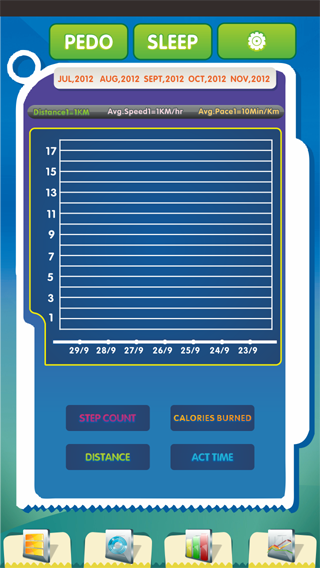 PEDO SLEEP
JUL,2012 AUG,2012 SEPT,2012 OCT,2012 NOV,2012
Distance1=1KM Avg.Speed1=1KM/hr Avg.Pace1=10Min/Km
17
15
13
11
9
7
5
3
1
29/9 28/9 27/9 26/9 25/9 24/9 23/9
STEP COUNT CALORIES BURNED
DISTANCE ACT TIME